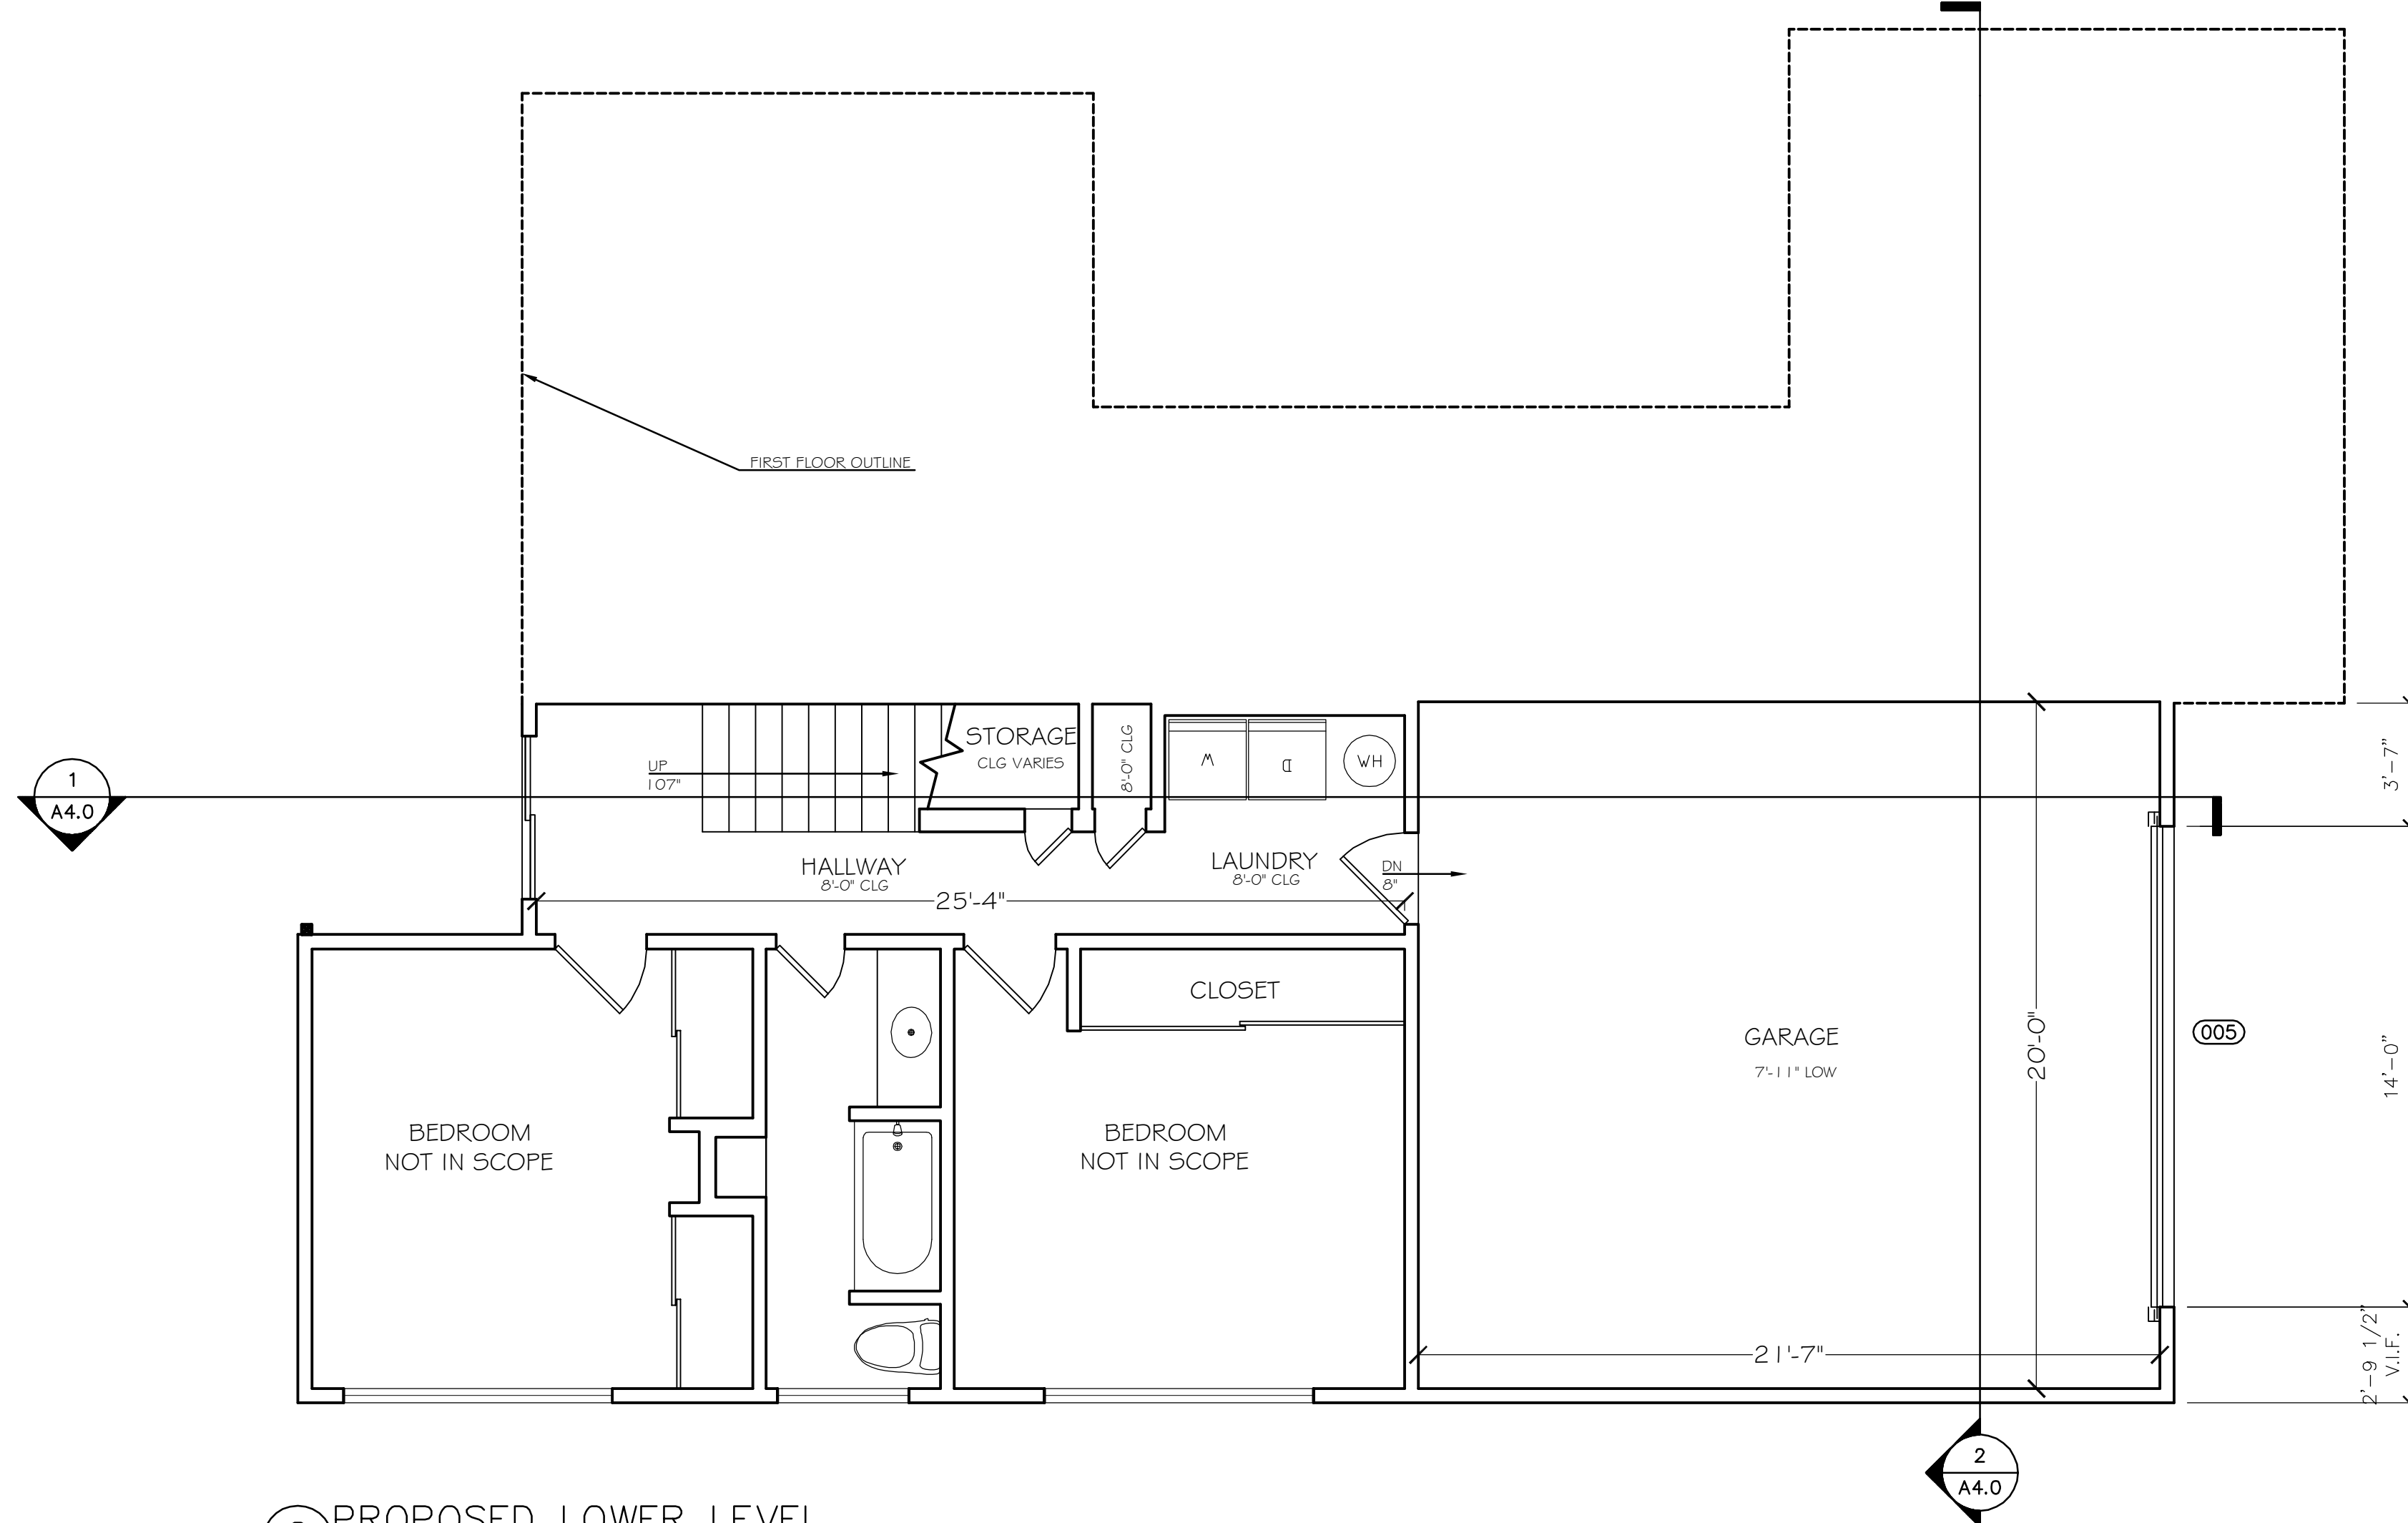 FIRST FLOOR OUTLINE
STORAGE
CLG VARIES
8'-0" CLG
W
D
WH
UP
107"
3'-7"
1
A4.0
HALLWAY
8'-0" CLG
LAUNDRY
8'-0" CLG
DN
8"
25'-4"
CLOSET
GARAGE
7'-11" LOW
20'-0"
005
14'-0"
BEDROOM
NOT IN SCOPE
BEDROOM
NOT IN SCOPE
21'-7"
2'-9 1/2"
V.I.F.
2
A4.0
PROPOSED LOWER LEVEL